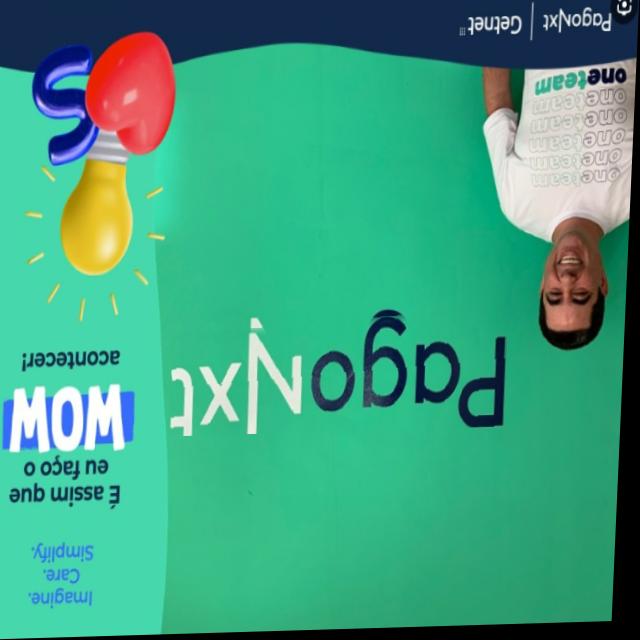 Imagine.
Care.
Simplify.
É assim que
eu faço o
WOW
acontecer!
PagoNxt
oneteam
oneteam
oneteam
oneteam
oneteam
oneteam
PagoNxt | Getnet